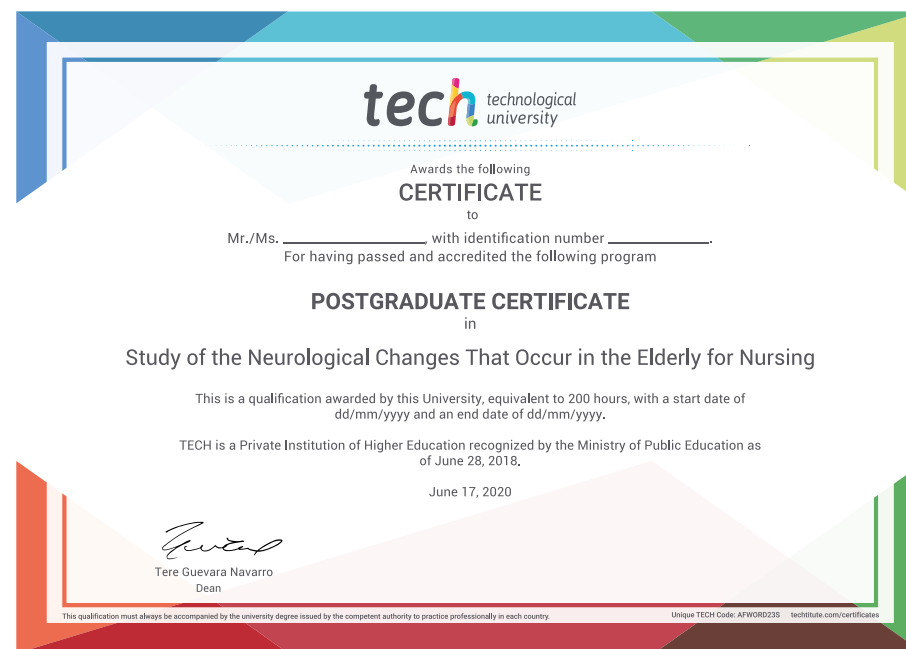 tech technological
university
Awards the following
CERTIFICATE
to
Mr./Ms. ____________, with identification number ____________.
For having passed and accredited the following program
POSTGRADUATE CERTIFICATE
in
Study of the Neurological Changes That Occur in the Elderly for Nursing
This is a qualification awarded by this University, equivalent to 200 hours, with a start date of
dd/mm/yyyy and an end date of dd/mm/yyyy.
TECH is a Private Institution of Higher Education recognized by the Ministry of Public Education as
of June 28, 2018.
June 17, 2020
Tere Guevara Navarro
Dean
This qualification must always be accompanied by the university degree issued by the competent authority to practice professionally in each country.
Unique TECH Code: AFWORD23S techtitute.com/certificates